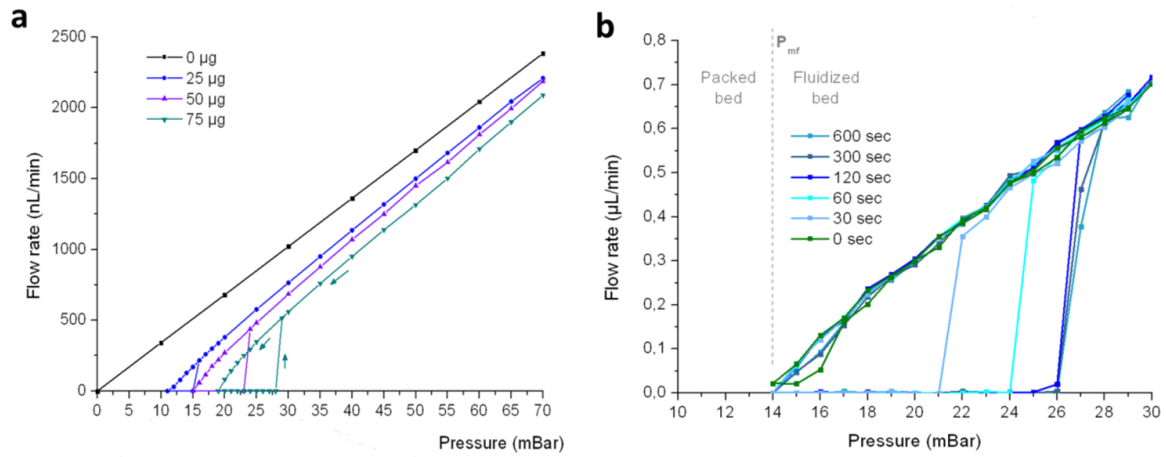 a
2500
2000
1500
1000
500
0
Flow rate (nL/min)
0 µg
25 µg
50 µg
75 µg
0 5 10 15 20 25 30 35 40 45 50 55 60 65 70
Pressure (mBar)
b
0,8
0,7
0,6
0,5
0,4
0,3
0,2
0,1
0,0
Flow rate (µL/min)
P mf
Packed
bed
Fluidized
bed
600 sec
300 sec
120 sec
60 sec
30 sec
0 sec
10 12 14 16 18 20 22 24 26 28 30
Pressure (mBar)